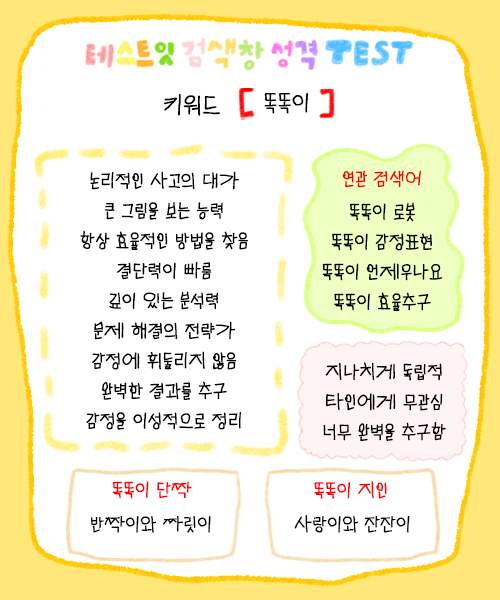 테스트잇 검색창 성격 TEST
키워드 [ 똑똑이 ]
논리적인 사고의 대가
큰 그림을 보는 능력
항상 효율적인 방법을 찾음
결단력이 빠름
깊이 있는 분석력
문제 해결의 전략가
감정에 휘둘리지 않음
완벽한 결과를 추구
감정을 이성적으로 정리
연관 검색어
똑똑이 로봇
똑똑이 감정표현
똑똑이 언제우나요
똑똑이 효율추구
지나치게 독립적
타인에게 무관심
너무 완벽을 추구함
똑똑이 단짝
반짝이와 짜릿이
똑똑이 지인
사랑이와 잔잔이